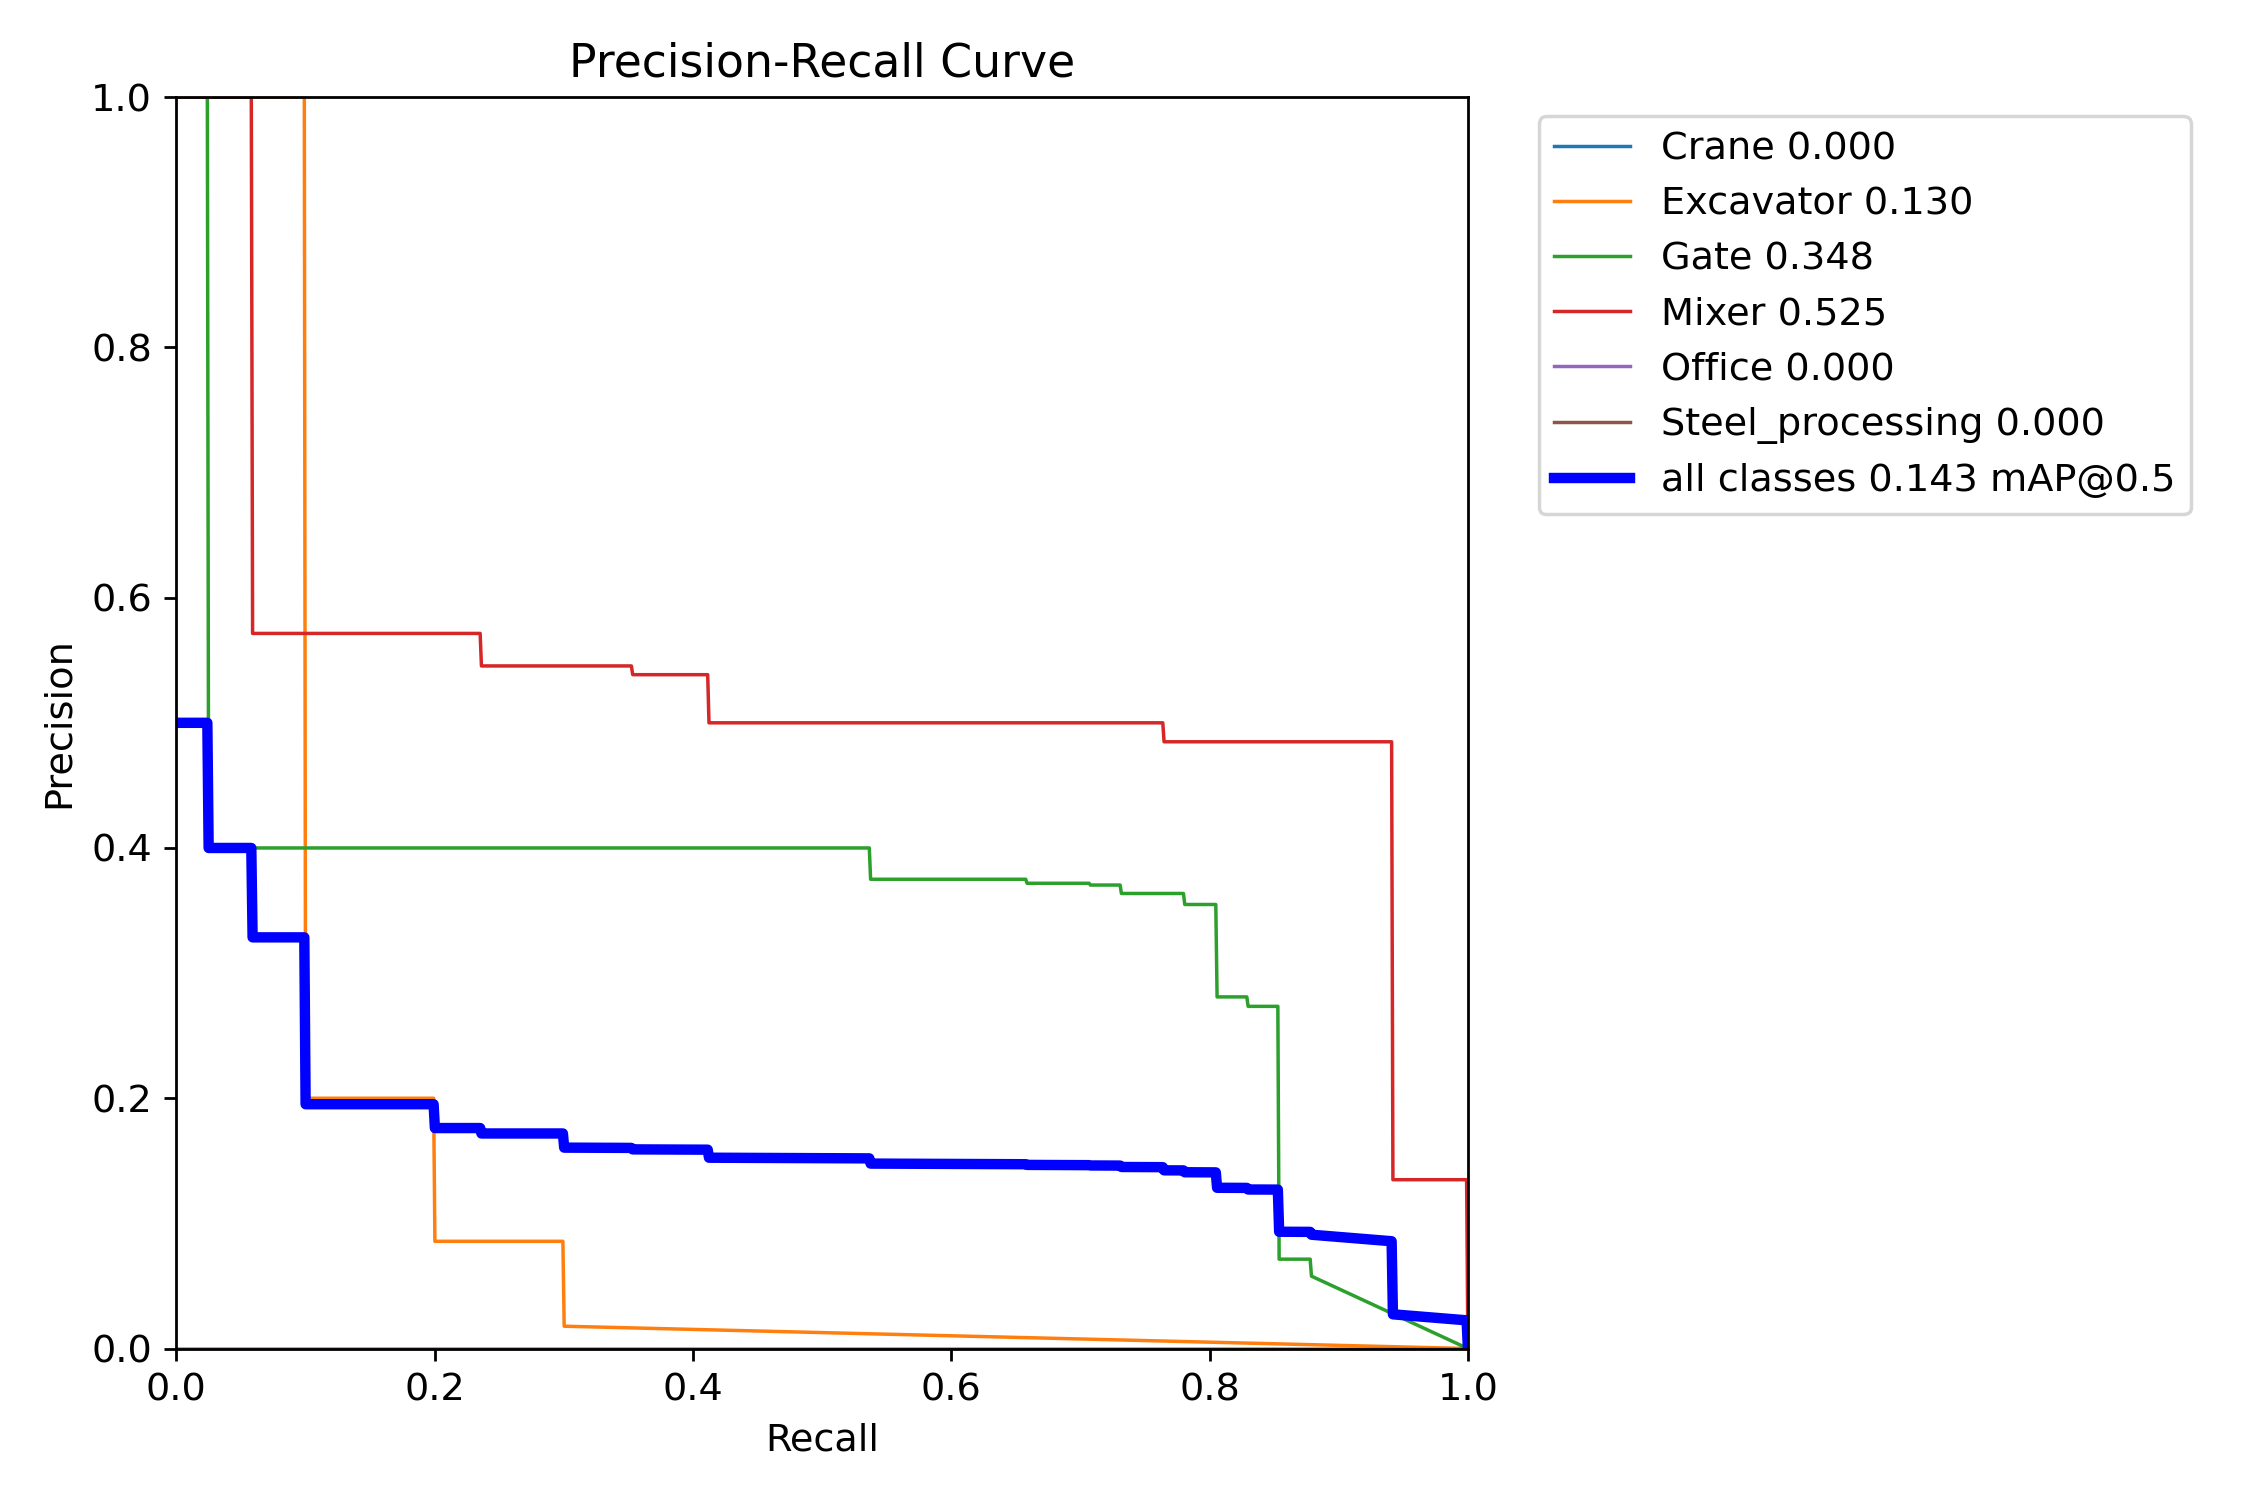 Precision-Recall Curve
1.0
0.8
0.6
0.4
0.2
0.0
Precision
0.0 0.2 0.4 0.6 0.8 1.0
Recall
Crane 0.000
Excavator 0.130
Gate 0.348
Mixer 0.525
Office 0.000
Steel_processing 0.000
all classes 0.143 mAP@0.5